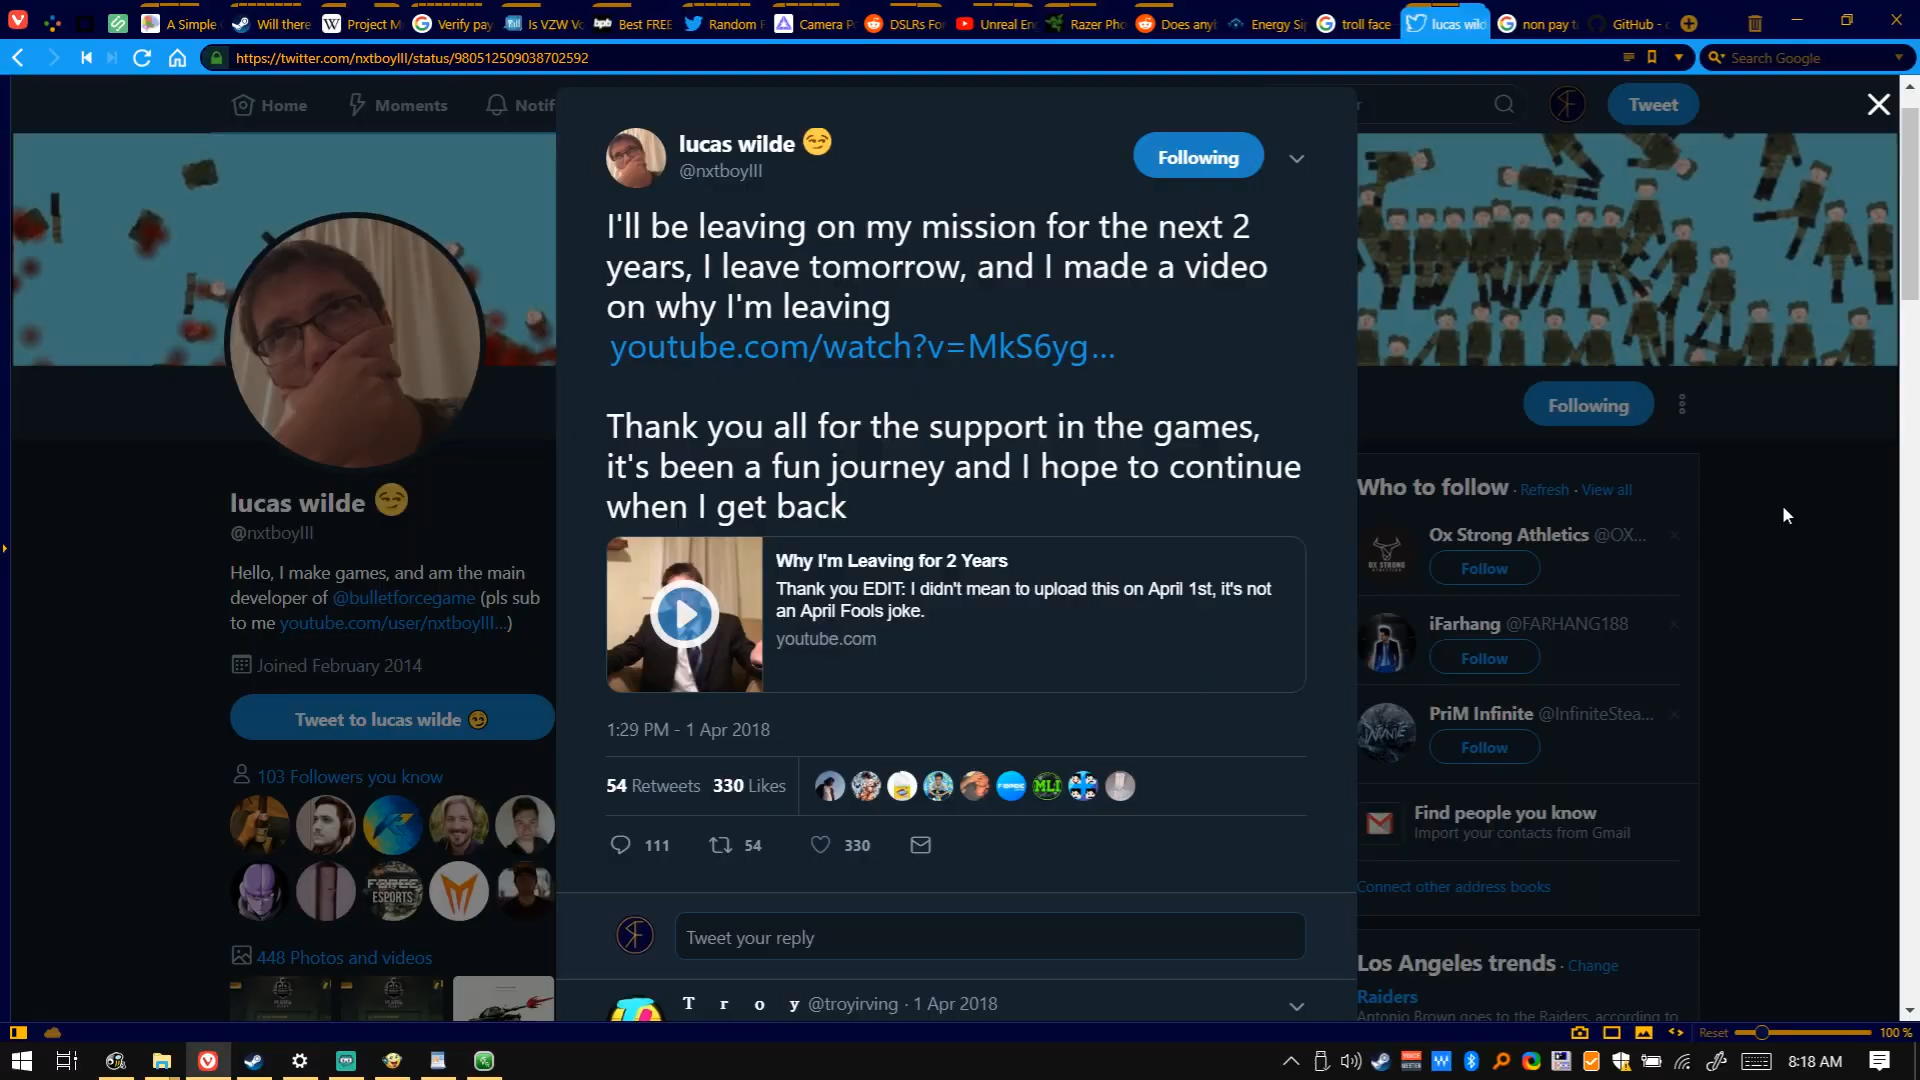 A Simple
Will there
Project M
Verify pay
Is VZW Vo
Best FREE
Random F
Camera P
DSLRs For
Unreal En
Razer Pho
Does any
Energy Sip
troll face
lucas wild
non pay t
GitHub -
https://twitter.com/nxtboylll/status/980512509038702592
Search Google
Home
Moments
Notif
Tweet
lucas wilde
@nxtboylll
Following
I'll be leaving on my mission for the next 2
years, I leave tomorrow, and I made a video
on why I'm leaving
youtube.com/watch?v=MkS6yg…
Thank you all for the support in the games,
it's been a fun journey and I hope to continue
when I get back
Why I'm Leaving for 2 Years
Thank you EDIT: I didn't mean to upload this on April 1st, it's not
an April Fools joke.
youtube.com
1:29 PM - 1 Apr 2018
54 Retweets 330 Likes
111
54
330
Tweet your reply
T r o y @troyirving · 1 Apr 2018
lucas wilde
@nxtboylll
Hello, I make games, and am the main
developer of @bulletforcegame (pls sub
to me youtube.com/user/nxtboylll…)
Joined February 2014
Tweet to lucas wilde
103 Followers you know
FORCE
ESPORTS
MLI
448 Photos and videos
Following
Who to follow · Refresh · View all
OX STRONG
Ox Strong Athletics @OX...
Follow
iFarhang @FARHANG188
Follow
PriM Infinite @InfiniteStea...
Follow
Find people you know
Import your contacts from Gmail
Connect other address books
Los Angeles trends · Change
Raiders
Antonio Brown goes to the Raiders, according to
Reset
100 %
8:18 AM